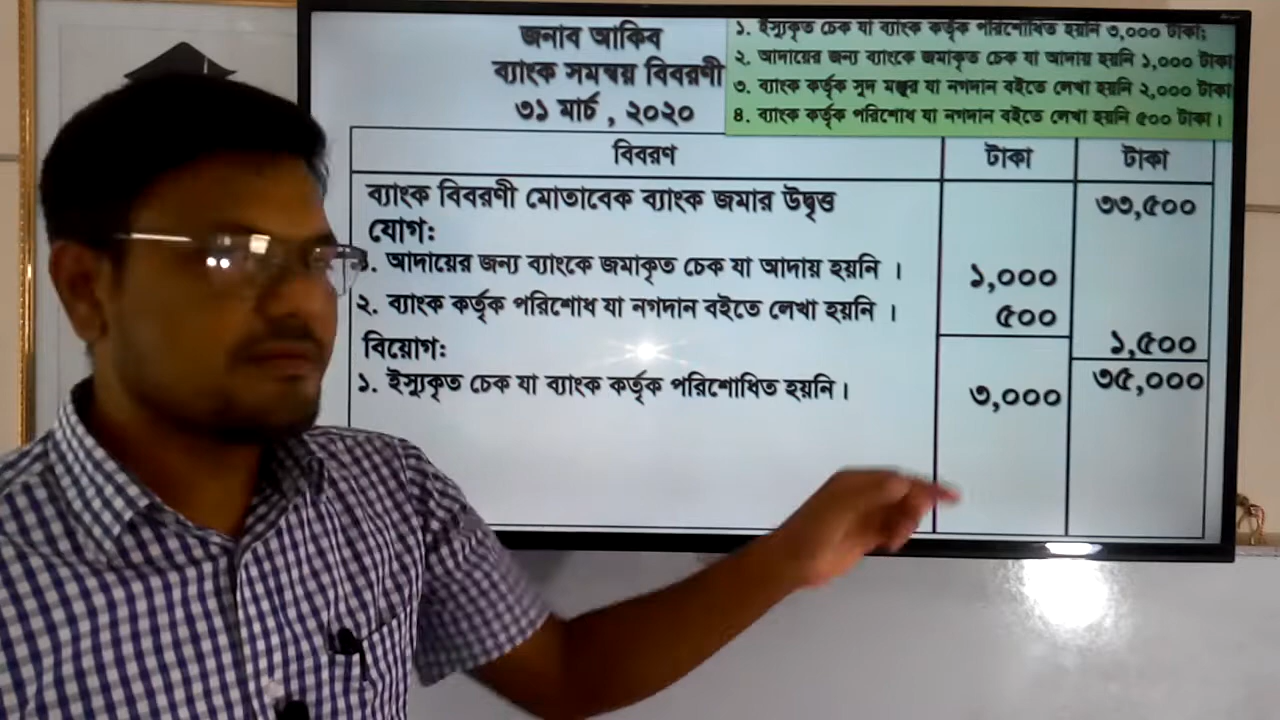 জনাব আকিব
ব্যাংক সমন্বয় বিবরণী
৩১ মার্চ , ২০২০
১. ইস্যুকৃত চেক যা ব্যাংক কর্তৃক পরিশোধিত হয়নি ৩,০০০ টাকা;
২. আদায়ের জন্য ব্যাংকে জমাকৃত চেক যা আদায় হয়নি ১,০০০ টাকা
৩. ব্যাংক কর্তৃক সুদ মঞ্জুর যা নগদান বইতে লেখা হয়নি ২,০০০ টাকা
৪. ব্যাংক কর্তৃক পরিশোধ যা নগদান বইতে লেখা হয়নি ৫০০ টাকা।
বিবরণ টাকা টাকা
ব্যাংক বিবরণী মোতাবেক ব্যাংক জমার উদ্বৃত্ত ৩৩,৫০০
যোগঃ
. আদায়ের জন্য ব্যাংকে জমাকৃত চেক যা আদায় হয়নি । ১,০০০
২. ব্যাংক কর্তৃক পরিশোধ যা নগদান বইতে লেখা হয়নি । ৫০০
১,৫০০
বিয়োগঃ
৩৫,০০০
১. ইস্যুকৃত চেক যা ব্যাংক কর্তৃক পরিশোধিত হয়নি। ৩,০০০